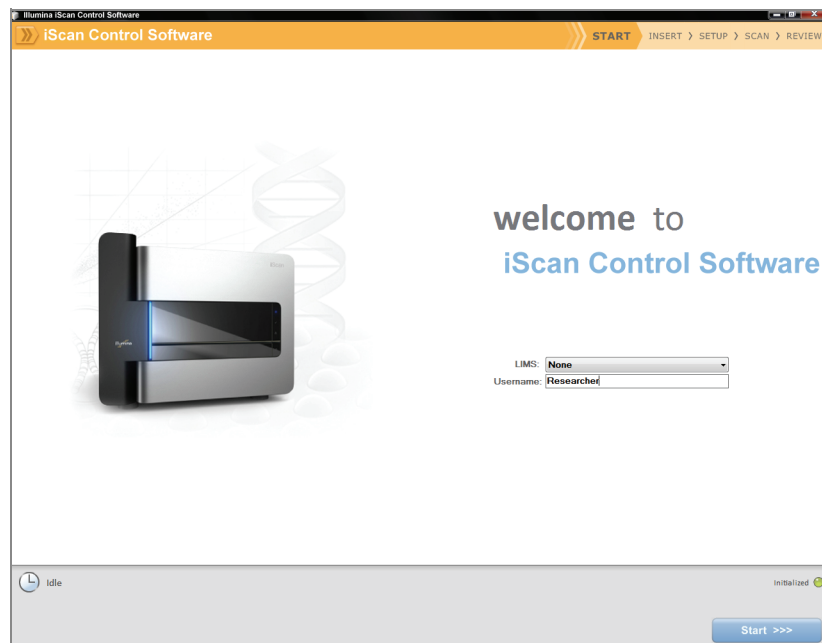 Illumina iScan Control Software
iScan Control Software
START INSERT > SETUP > SCAN > REVIEW
welcome to
iScan Control Software
LIMS: None
Username: Researcher
illumina
Idle
Initialized
Start >>>